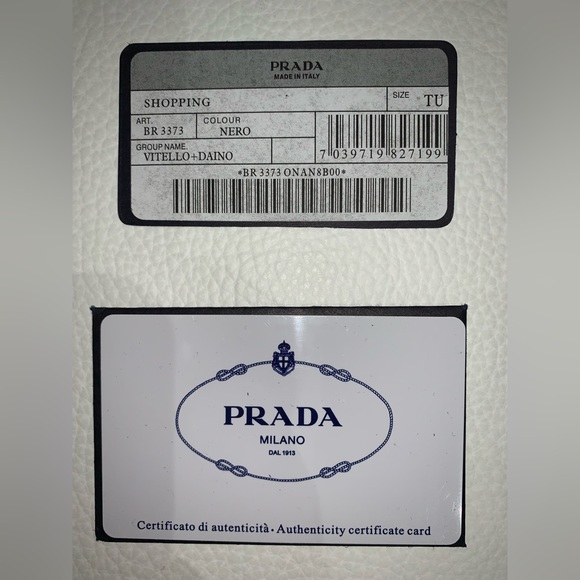 PRADA
MADE IN ITALY
SHOPPING
SIZE TU
ART. COLOUR
BR 3373 NERO
GROUP NAME.
VITELLO+DAINO
7 039719 827199
*BR 3373 ONAN8B00*
PRADA
MILANO
DAL 1913
Certificato di autenticità · Authenticity certificate card